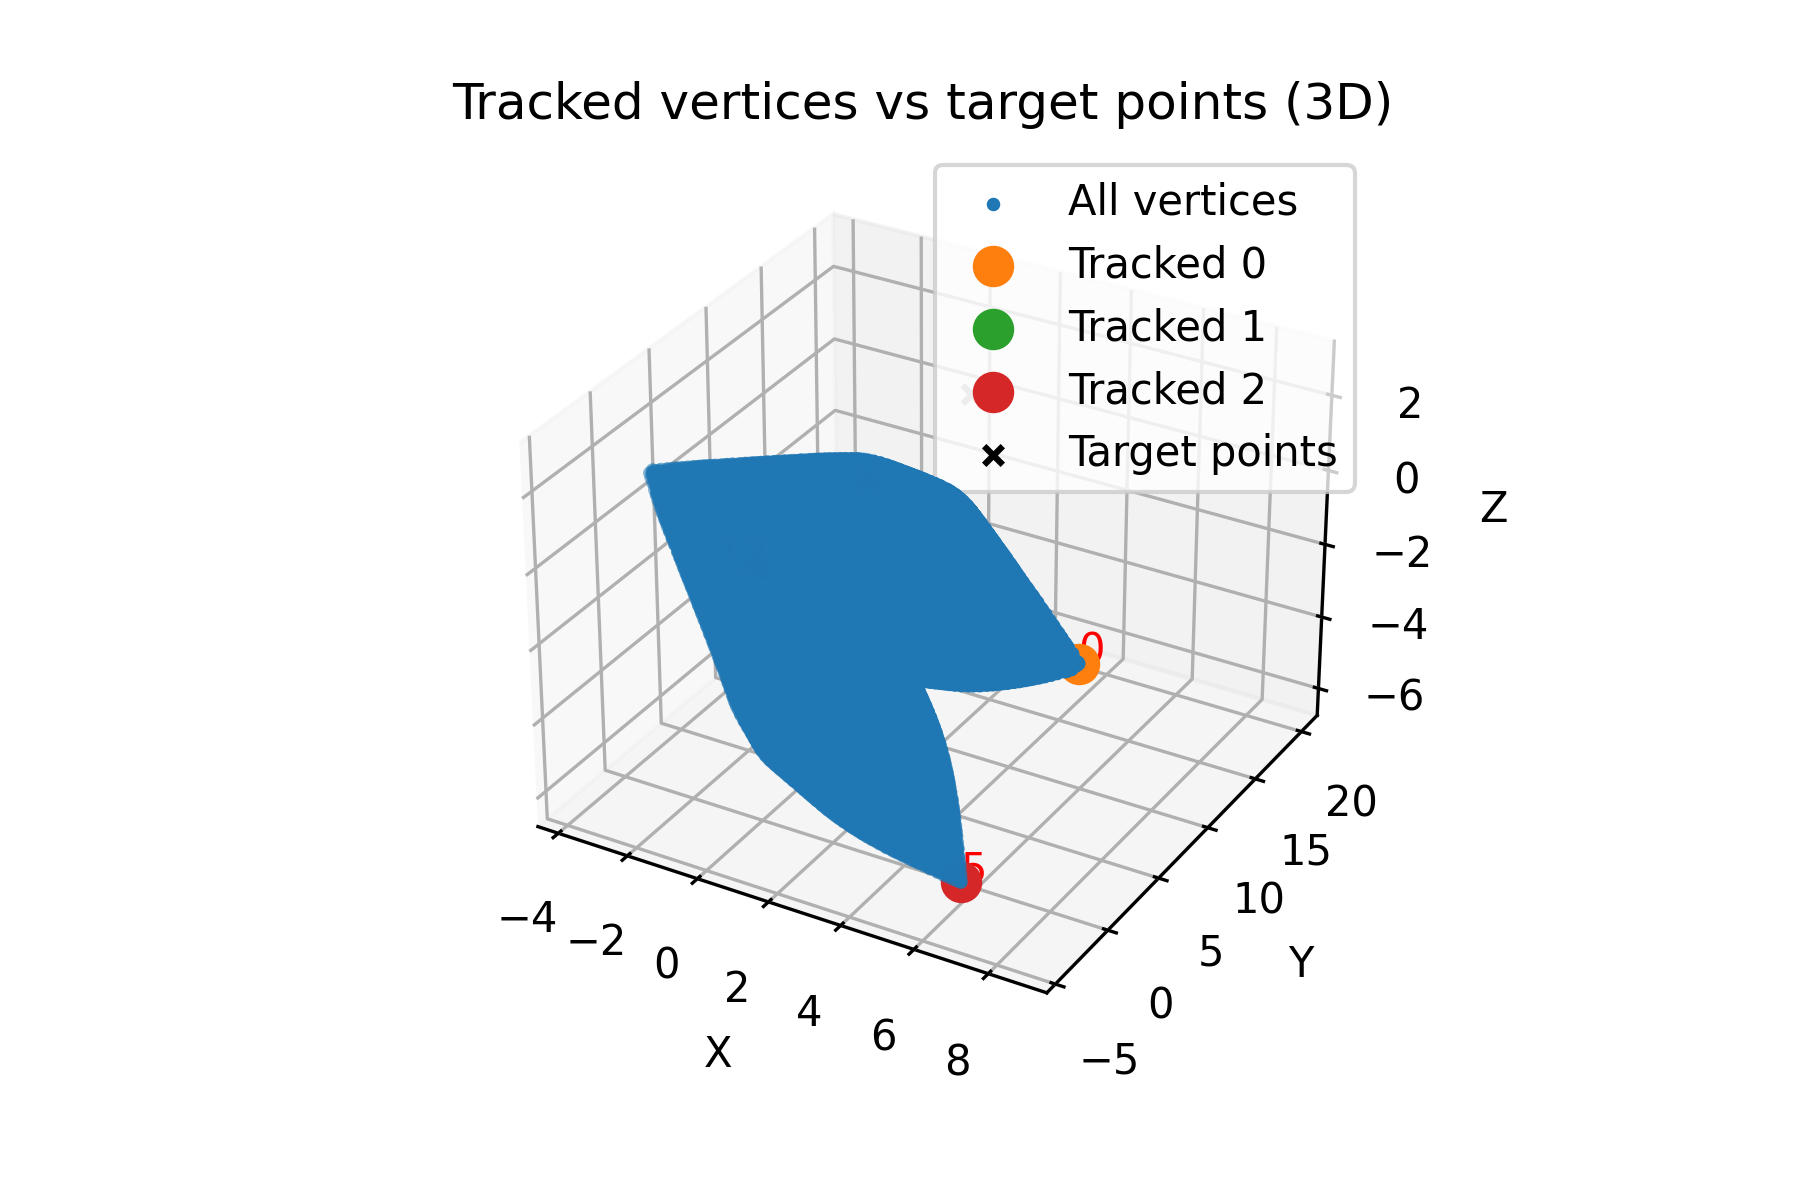 Tracked vertices vs target points (3D)
All vertices
Tracked 0
Tracked 1
Tracked 2
Target points
2
0
−2
−4
−6
Z
0
5
−4
−2
0
2
4
6
8
X
−5
0
5
10
15
20
Y